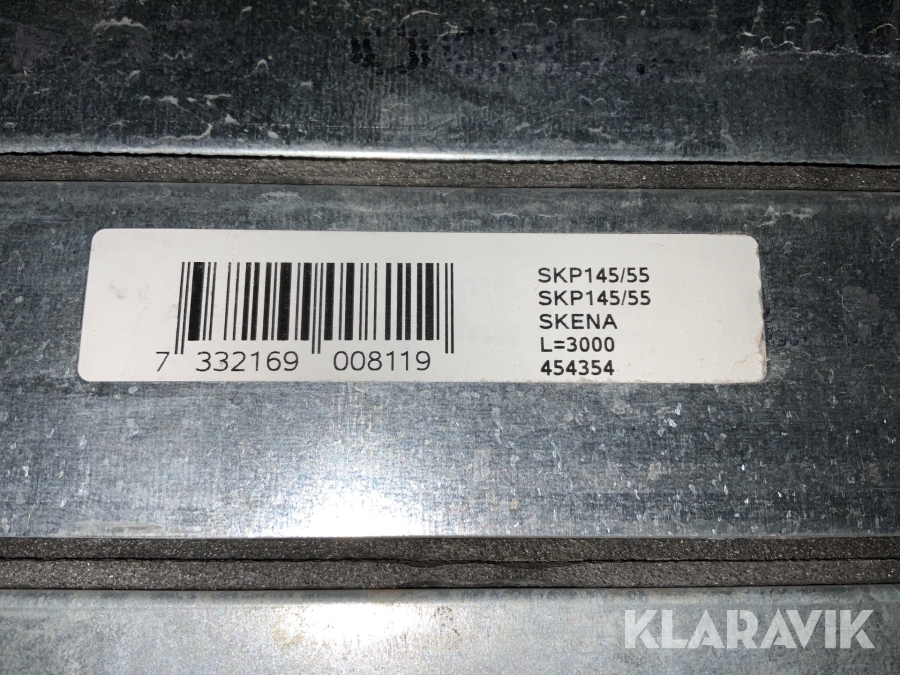 SKP145/55
SKP145/55
SKENA
L=3000
454354
7 332169 008119
KLARAVIK